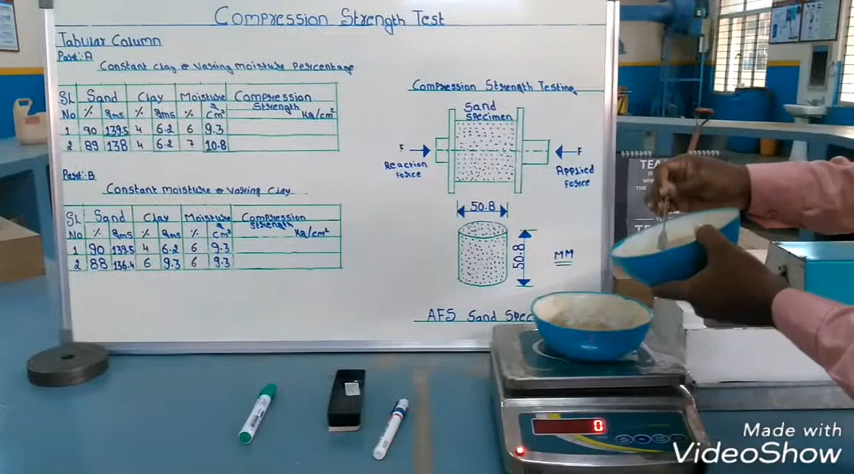 COMPRESSION STRENGTH TEST
TABULAR COLUMN
PART: A
CONSTANT CLAY & VARING MOISTURE PERCENTAGE
SL NO SAND CLAY MOISTURE COMPRESSION STRENGTH KG/cm²
% gms % gms % cm³
1 90 139.5 4 6.2 6 9.3
2 89 138 4 6.2 7 10.8
PART: B
CONSTANT MOISTURE & VARING CLAY
SL NO SAND CLAY MOISTURE COMPRESSION STRENGTH KG/cm²
% gms % gms % cm³
1 90 139.5 4 6.2 6 9.3
2 88 136.4 6 9.3 6 9.3
COMPRESSION STRENGTH TESTING
SAND
SPECIMEN
F
REACTION
FORCE
F
APPLIED
FORCE
50.8
50.8
MM
AFS SAND
0
Made with
VideoShow